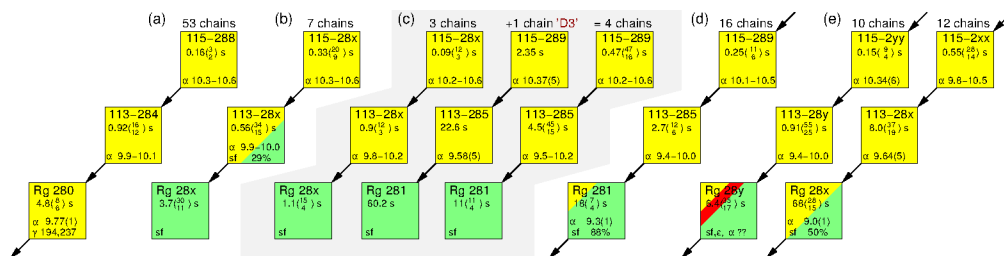 (a) 53 chains (b) 7 chains (c) 3 chains +1 chain 'D3' = 4 chains (d) 16 chains (e) 10 chains 12 chains
115−288 115−28x 115−28x 115−289 115−289 115−2yy 115−2xx
0.16(3/2) s 0.33(20/9) s 0.09(12/3) s 2.35 s 0.47(47/16) s 0.25(11/6) s 0.15(9/4) s 0.55(28/14) s
α 10.3−10.6 α 10.3−10.6 α 10.2−10.6 α 10.37(5) α 10.2−10.6 α 10.1−10.5 α 10.34(6) α 9.8−10.5
113−284 113−28x 113−28x 113−285 113−285 113−28y 113−28x
0.92(16/12) s 0.56(34/15) s 0.9(12/3) s 22.6 s 4.5(45/15) s 2.7(12/6) s 0.91(55/25) s 6.0(37/19) s
α 9.9−10.1 α 9.9−10.0 α 9.8−10.2 α 9.58(5) α 9.5−10.2 α 9.4−10.0 α 9.4−10.0 α 9.64(5)
sf 29%
Rg 280 Rg 28x Rg 28x Rg 281 Rg 281 Rg 281 Rg 28y Rg 28x
4.8(8/6) s 3.7(30/11) s 1.1(15/4) s 60.2 s 11(11/4) s 16(7/4) s 68(28/15) s
α 9.77(1) α 9.3(1) α 9.0(1)
γ 194,237 sf sf sf sf sf 88% sf,ε, α ?? sf 50%